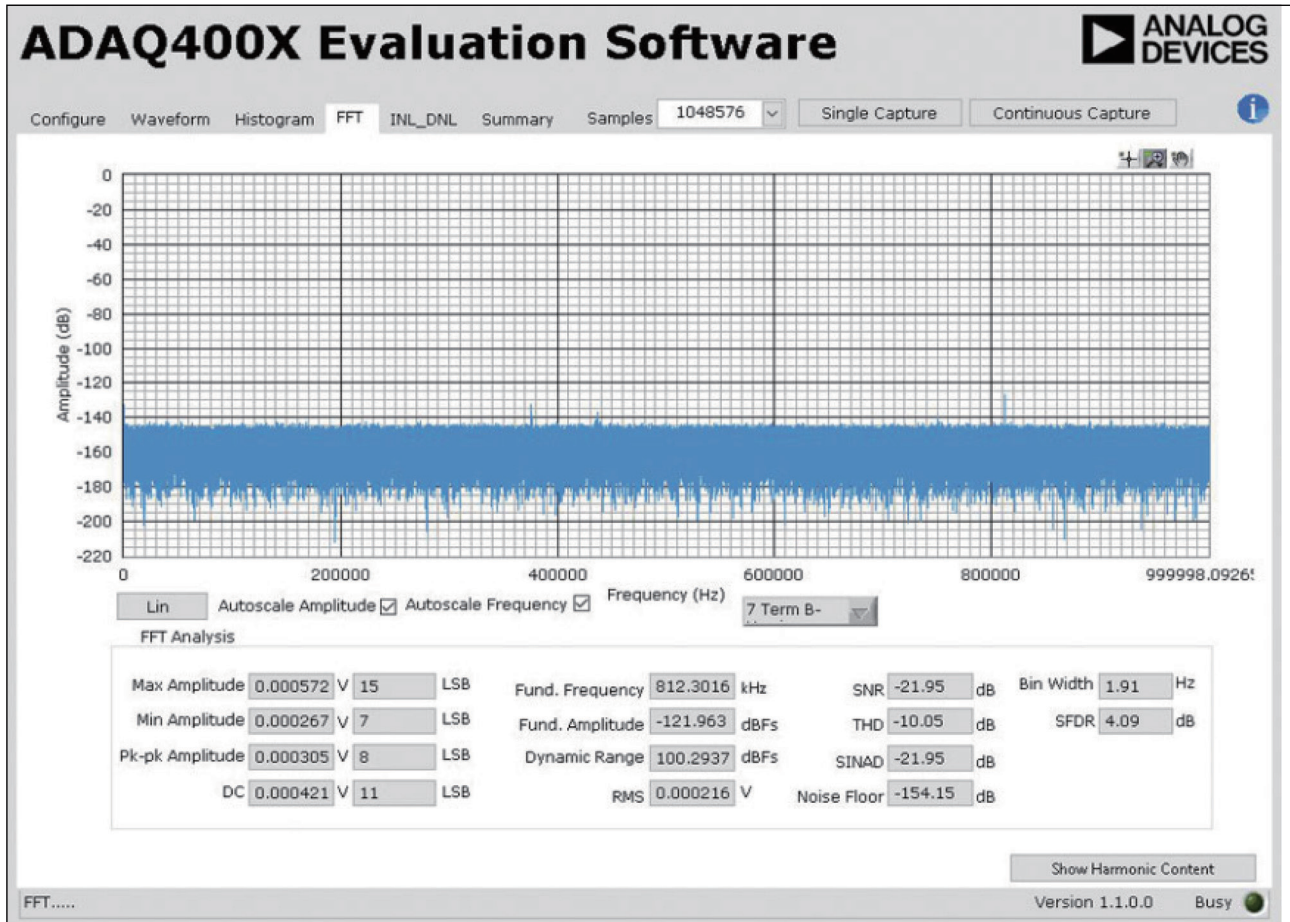 ADAQ400X Evaluation Software
ANALOG
DEVICES
Configure Waveform Histogram FFT INL_DNL Summary Samples 1048576 Single Capture Continuous Capture i
0
-20
-40
-60
-80
-100
-120
-140
-160
-180
-200
-220
Amplitude (dB)
0 200000 400000 600000 800000 999998.09265
Frequency (Hz)
Lin Autoscale Amplitude Autoscale Frequency 7 Term B-
FFT Analysis
Max Amplitude 0.000572 V 15 LSB Fund. Frequency 812.3016 kHz SNR -21.95 dB Bin Width 1.91 Hz
Min Amplitude 0.000267 V 7 LSB Fund. Amplitude -121.963 dBFs THD -10.05 dB SFDR 4.09 dB
Pk-pk Amplitude 0.000305 V 8 LSB Dynamic Range 100.2937 dBFs SINAD -21.95 dB
DC 0.000421 V 11 LSB RMS 0.000216 V Noise Floor -154.15 dB
Show Harmonic Content
FFT..... Version 1.1.0.0 Busy